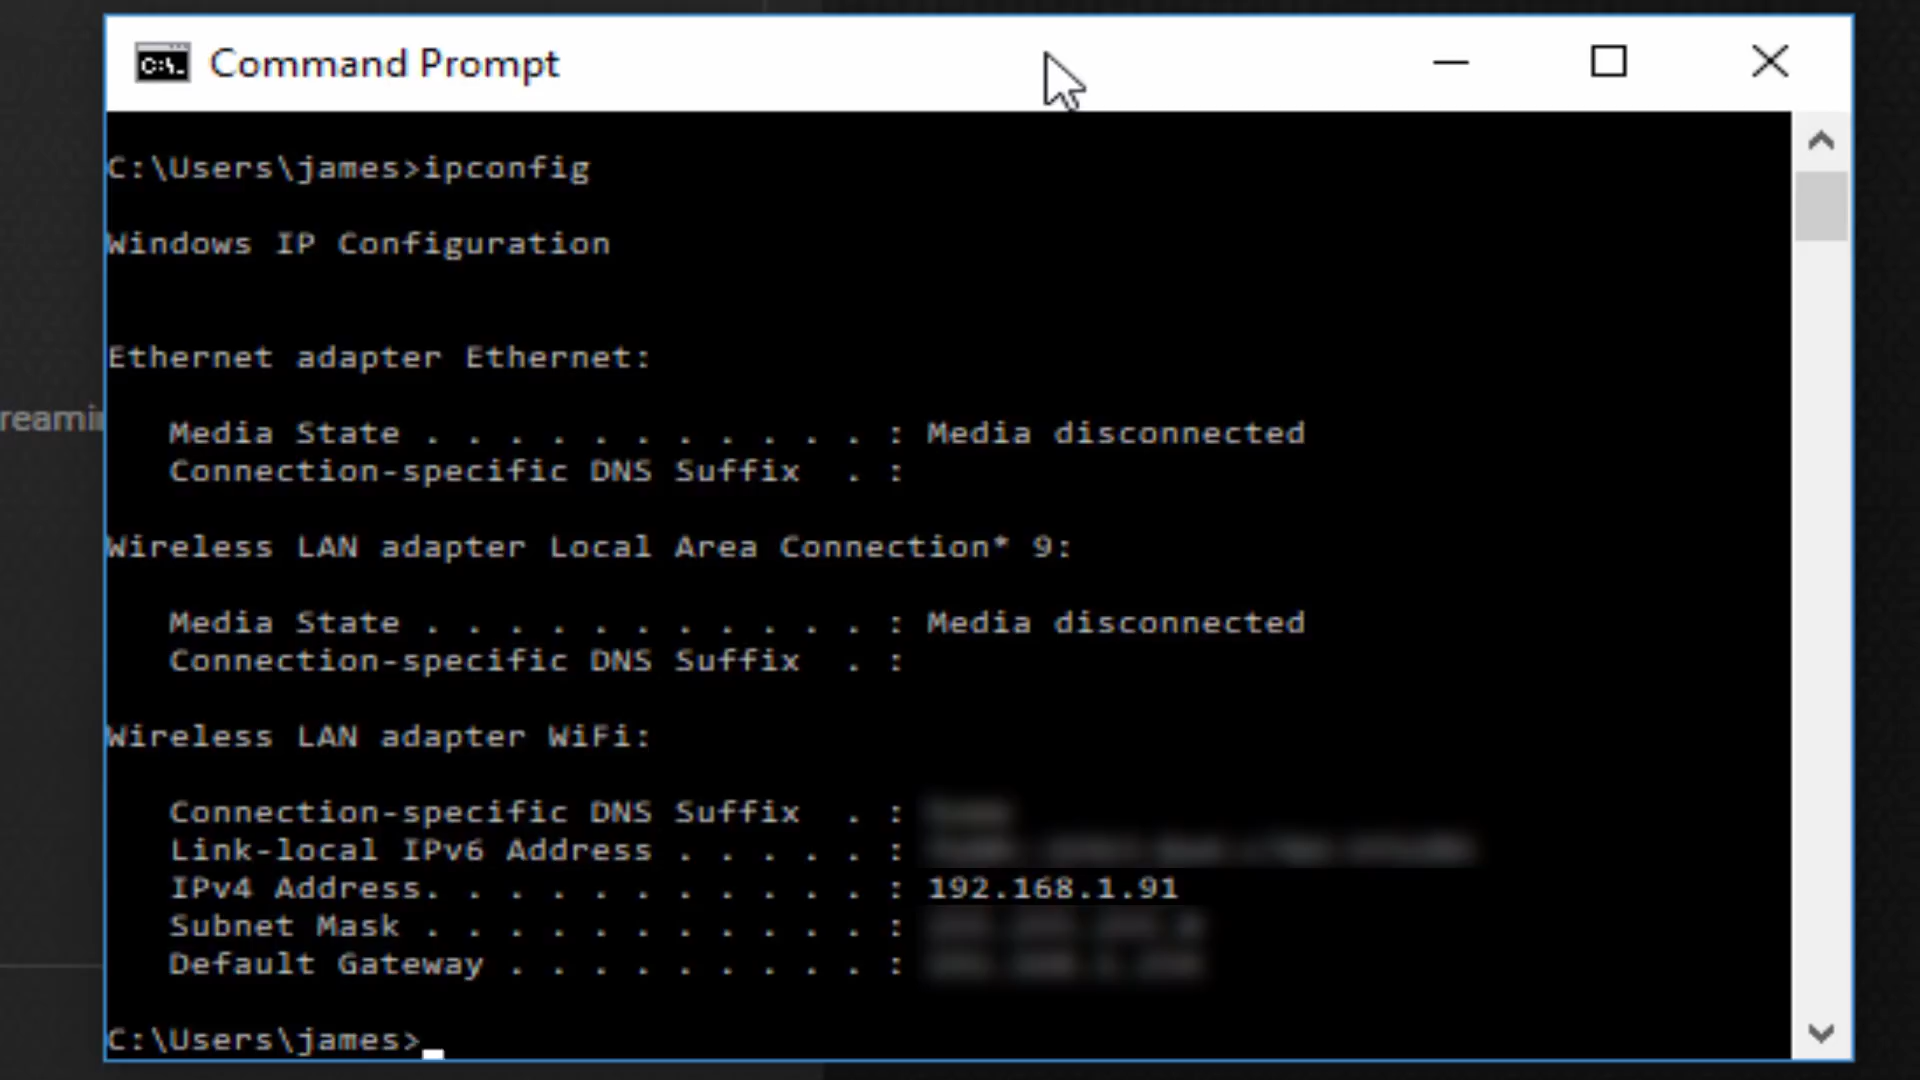 Command Prompt
C:\Users\james>ipconfig
Windows IP Configuration
Ethernet adapter Ethernet:
Media State . . . . . . . . . . . : Media disconnected
Connection-specific DNS Suffix  . :
Wireless LAN adapter Local Area Connection* 9:
Media State . . . . . . . . . . . : Media disconnected
Connection-specific DNS Suffix  . :
Wireless LAN adapter WiFi:
Connection-specific DNS Suffix  . :
Link-local IPv6 Address . . . . . :
IPv4 Address. . . . . . . . . . . : 192.168.1.91
Subnet Mask . . . . . . . . . . . :
Default Gateway . . . . . . . . . :
C:\Users\james>